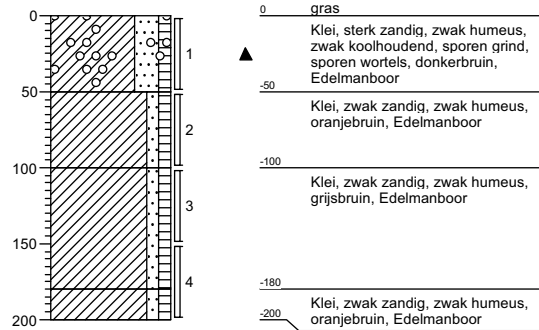 0
50
100
150
200
1
2
3
4
0 gras
Klei, sterk zandig, zwak humeus,
zwak koolhoudend, sporen grind,
sporen wortels, donkerbruin,
Edelmanboor
-50
Klei, zwak zandig, zwak humeus,
oranjebruin, Edelmanboor
-100
Klei, zwak zandig, zwak humeus,
grijsbruin, Edelmanboor
-180
Klei, zwak zandig, zwak humeus,
oranjebruin, Edelmanboor
-200